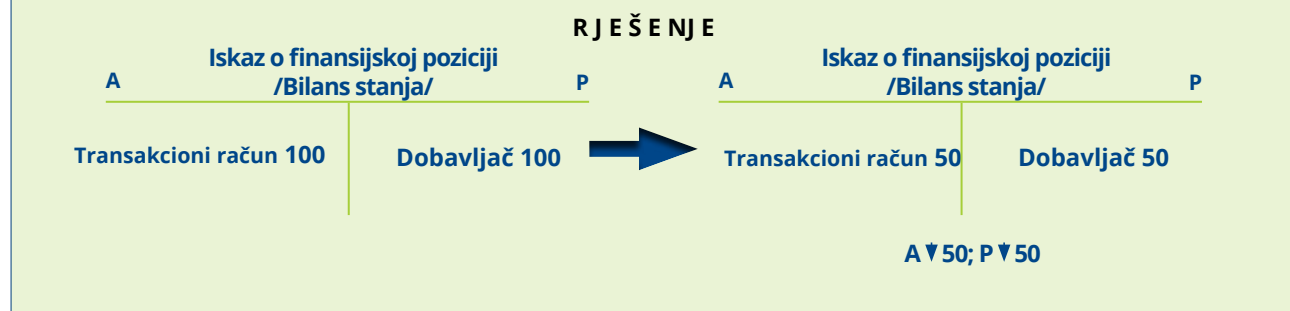 RJEŠENJE
Iskaz o finansijskoj poziciji
A /Bilans stanja/ P
Transakcioni račun 100 Dobavljač 100
Iskaz o finansijskoj poziciji
A /Bilans stanja/ P
Transakcioni račun 50 Dobavljač 50
A 50; P 50